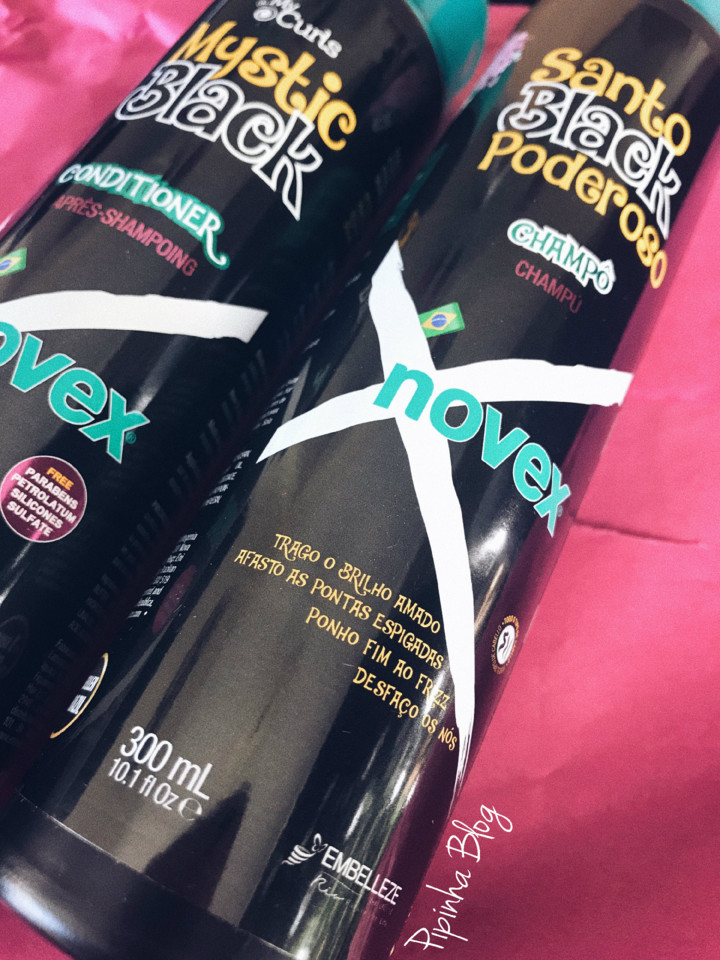 My
Curls
Mystic
Black
CONDITIONER
APRÈS-SHAMPOING
ovex
FREE
PARABENS
PETROLATUM
SILICONES
SULFATE
Santo
Black
Poderoso
CHAMPÔ
CHAMPÚ
novex
TRAGO O BRILHO AMADO
AFASTO AS PONTAS ESPIGADAS
PONHO FIM AO FRIZZ
DESFAÇO OS NÓS
300 mL
10.1 fl Oz
EMBELLEZE
Pipinha Blog